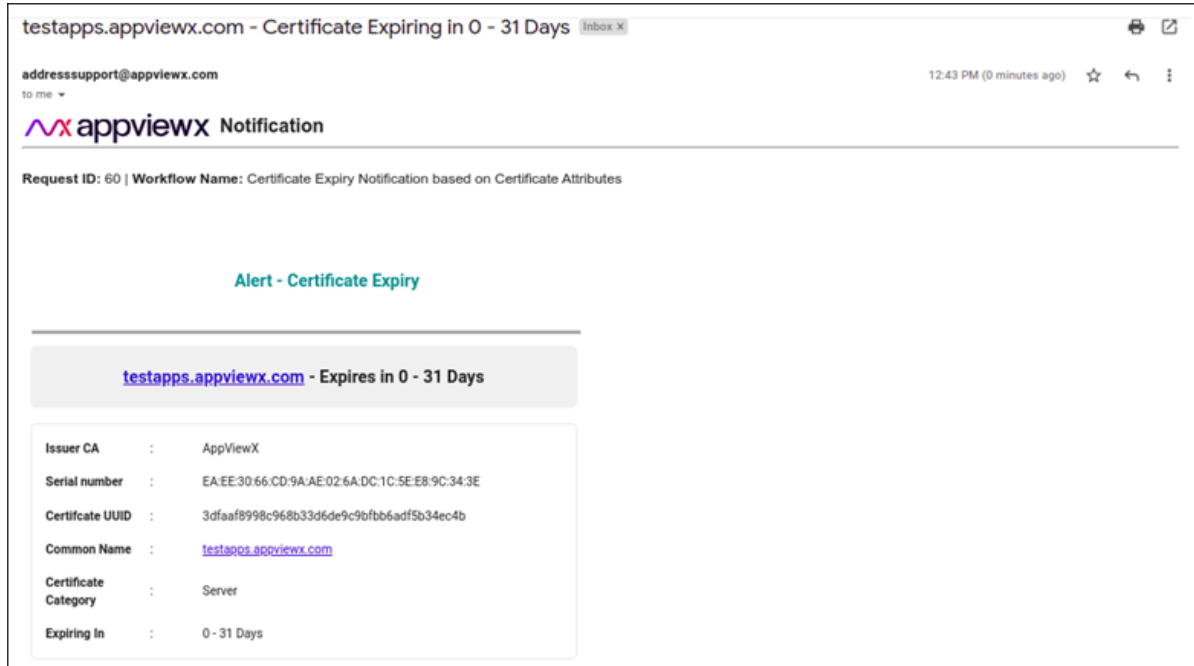 testapps.appviewx.com - Certificate Expiring in 0 - 31 Days Inbox x
addresssupport@appviewx.com 12:43 PM (0 minutes ago)
to me
appviewx Notification
Request ID: 60 | Workflow Name: Certificate Expiry Notification based on Certificate Attributes
Alert - Certificate Expiry
testapps.appviewx.com - Expires in 0 - 31 Days
Issuer CA : AppViewX
Serial number : EA:EE:30:66:CD:9A:AE:02:6A:DC:1C:5E:E8:9C:34:3E
Certifcate UUID : 3dfaaf8998c968b33d6de9c9bfbb6adf5b34ec4b
Common Name : testapps.appviewx.com
Certificate
Category : Server
Expiring In : 0 - 31 Days